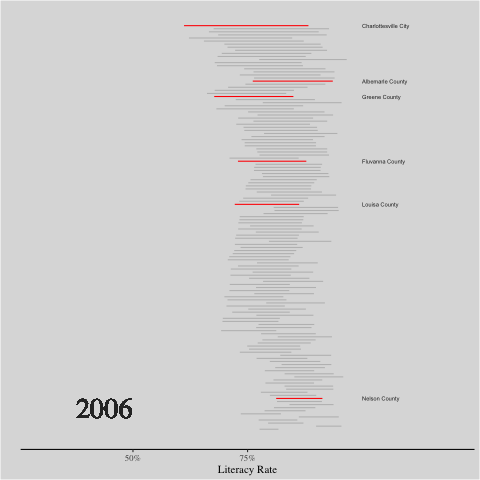 Charlottesville City
Albemarle County
Greene County
Fluvanna County
Louisa County
Nelson County
2006
50% 75%
Literacy Rate